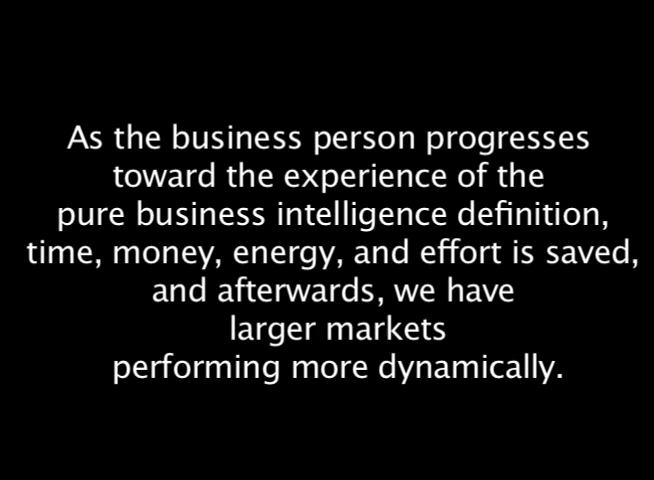 As the business person progresses
toward the experience of the
pure business intelligence definition,
time, money, energy, and effort is saved,
and afterwards, we have
larger markets
performing more dynamically.